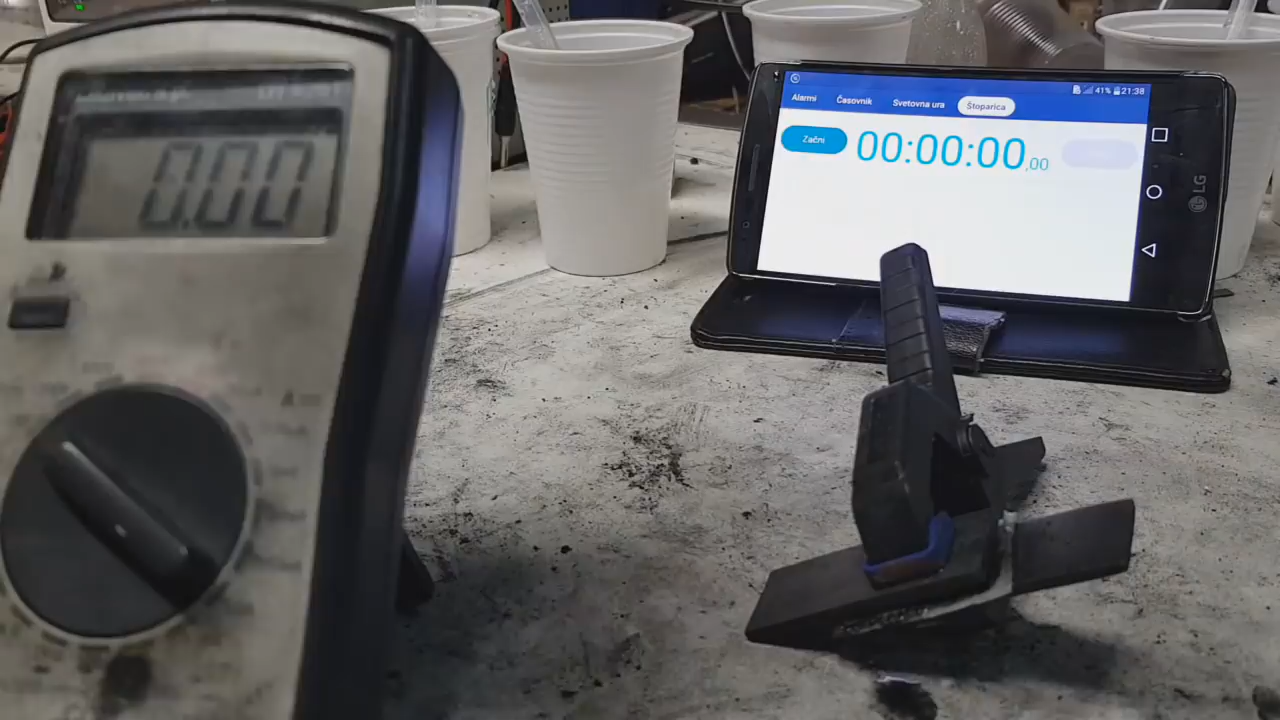 0.00
41% 21:38
Alarmi Časovnik Svetovna ura Štoparica
Začni 00:00:00,00
LG